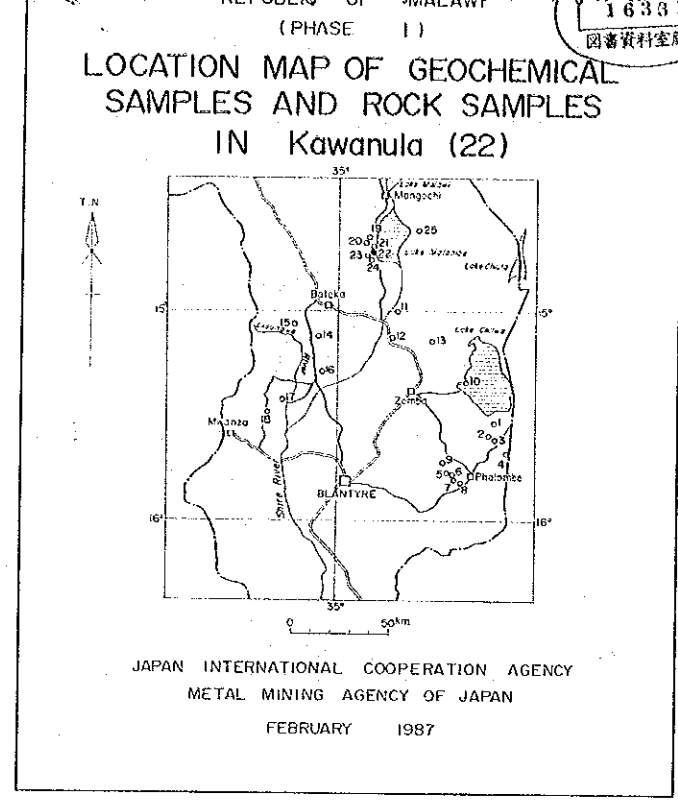 OF MALAWI
(PHASE I)
1633
図書資料室
LOCATION MAP OF GEOCHEMICAL
SAMPLES AND ROCK SAMPLES
IN Kawanula (22)
T.N
35°
Lake Malawi
Mangochi
19
25
20 21
Lake Malombe
23 22
24
Lake Chiuta
Balaka
11
15° 5°
15
14
12
13
Lake Chilwa
River
16
10
17
Zomba
18
1
Mwanza
2 3
4
9
5 6
Phalombe
7 8
Shire River
BLANTYRE
16° 16°
35°
0 50km
JAPAN INTERNATIONAL COOPERATION AGENCY
METAL MINING AGENCY OF JAPAN
FEBRUARY 1987